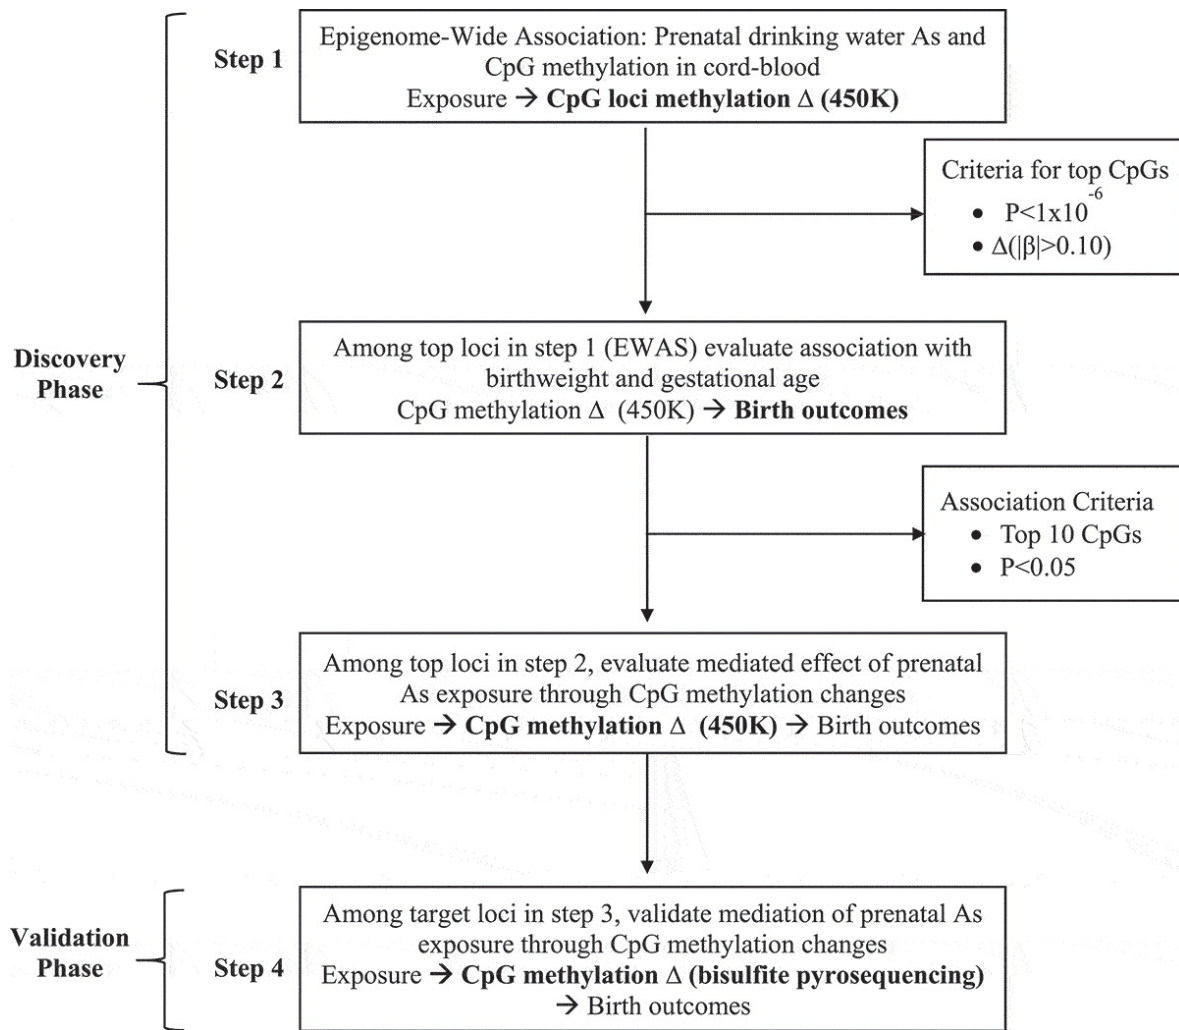 Step 1
Epigenome-Wide Association: Prenatal drinking water As and
CpG methylation in cord-blood
Exposure → CpG loci methylation Δ (450K)
Criteria for top CpGs
• P<1x10⁻⁶
• Δ(|β|>0.10)
Discovery
Phase
Step 2
Among top loci in step 1 (EWAS) evaluate association with
birthweight and gestational age
CpG methylation Δ (450K) → Birth outcomes
Association Criteria
• Top 10 CpGs
• P<0.05
Step 3
Among top loci in step 2, evaluate mediated effect of prenatal
As exposure through CpG methylation changes
Exposure → CpG methylation Δ (450K) → Birth outcomes
Validation
Phase
Step 4
Among target loci in step 3, validate mediation of prenatal As
exposure through CpG methylation changes
Exposure → CpG methylation Δ (bisulfite pyrosequencing)
→ Birth outcomes